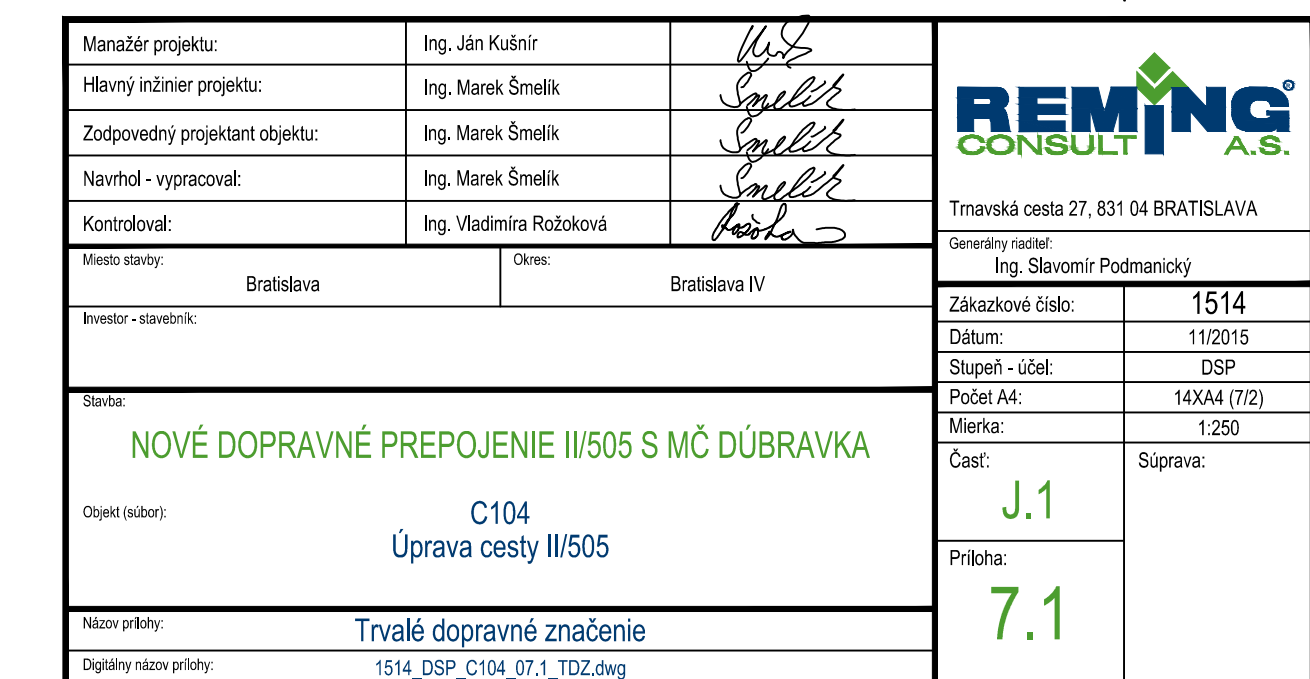 Manažér projektu: Ing. Ján Kušnír
Hlavný inžinier projektu: Ing. Marek Šmelík Smelík
Zodpovedný projektant objektu: Ing. Marek Šmelík Smelík
Navrhol - vypracoval: Ing. Marek Šmelík Smelík
Kontroloval: Ing. Vladimíra Rožoková
Miesto stavby: Okres:
Bratislava Bratislava IV
Investor - stavebník:
Stavba:
NOVÉ DOPRAVNÉ PREPOJENIE II/505 S MČ DÚBRAVKA
Objekt (súbor): C104
Úprava cesty II/505
Názov prílohy: Trvalé dopravné značenie
Digitálny názov prílohy: 1514_DSP_C104_07.1_TDZ.dwg
REMING®
CONSULT A.S.
Trnavská cesta 27, 831 04 BRATISLAVA
Generálny riaditeľ:
Ing. Slavomír Podmanický
Zákazkové číslo: 1514
Dátum: 11/2015
Stupeň - účel: DSP
Počet A4: 14XA4 (7/2)
Mierka: 1:250
Časť: Súprava:
J.1
Príloha:
7.1